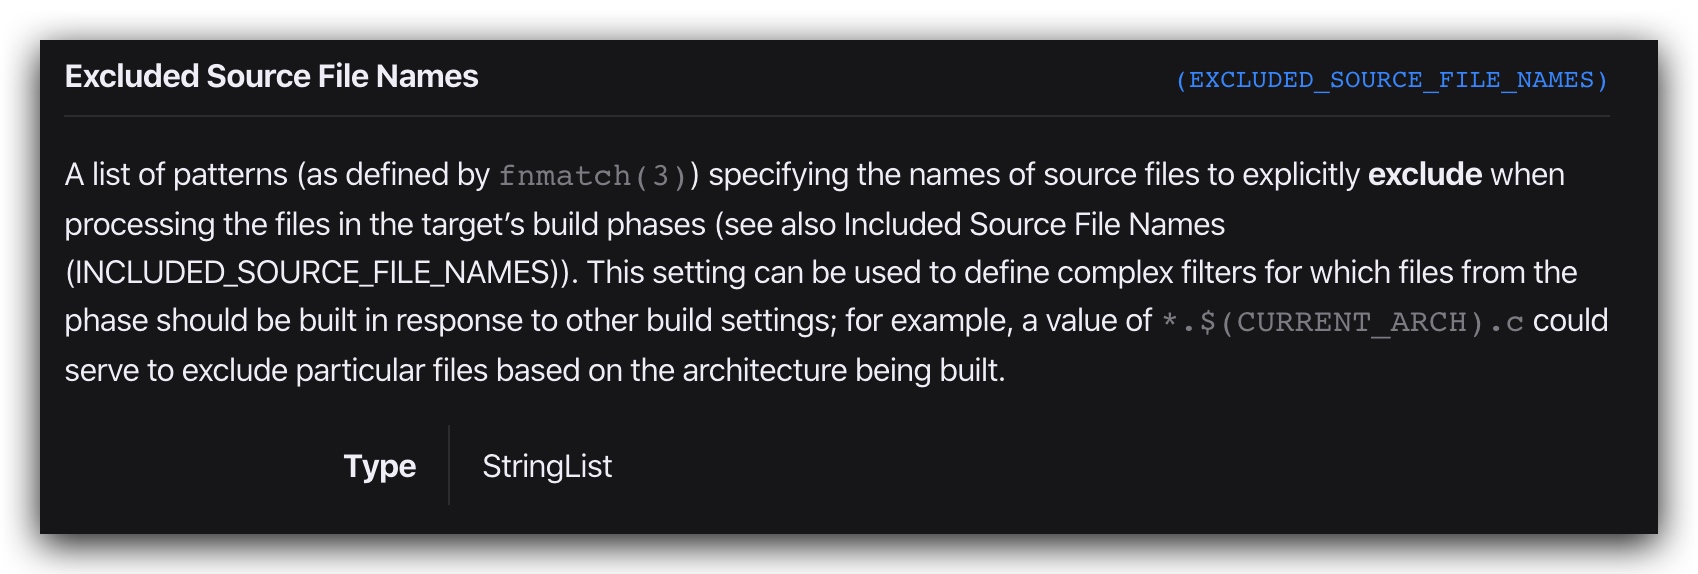 Excluded Source File Names (EXCLUDED_SOURCE_FILE_NAMES)
A list of patterns (as defined by fnmatch(3)) specifying the names of source files to explicitly exclude when
processing the files in the target’s build phases (see also Included Source File Names
(INCLUDED_SOURCE_FILE_NAMES)). This setting can be used to define complex filters for which files from the
phase should be built in response to other build settings; for example, a value of *.$(CURRENT_ARCH).c could
serve to exclude particular files based on the architecture being built.
Type StringList